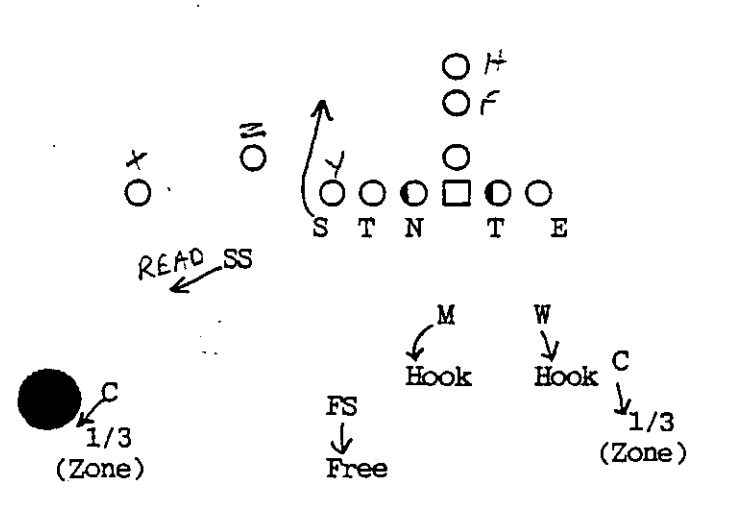 H
F
Z
X
Y
S T N T E
READ SS
M W
Hook Hook C
C FS
1/3 1/3
(Zone) (Zone)
Free